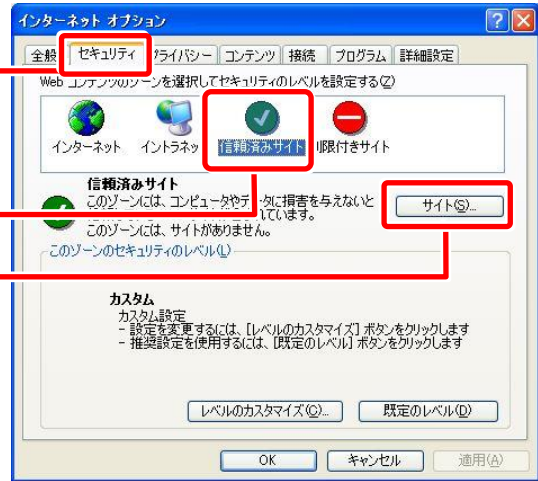 インターネット オプション
全般 セキュリティ プライバシー コンテンツ 接続 プログラム 詳細設定
Web コンテンツのゾーンを選択してセキュリティのレベルを設定する(Z)
インターネット イントラネッ 信頼済みサイト 限付きサイト
信頼済みサイト
このゾーンには、コンピュータやデータに損害を与えないと
サイト(S)...
ています。
このゾーンには、サイトがありません。
このゾーンのセキュリティのレベル(L)
カスタム
カスタム設定
- 設定を変更するには、[レベルのカスタマイズ] ボタンをクリックします
- 推奨設定を使用するには、[既定のレベル] ボタンをクリックします
レベルのカスタマイズ(C)... 既定のレベル(D)
OK キャンセル 適用(A)